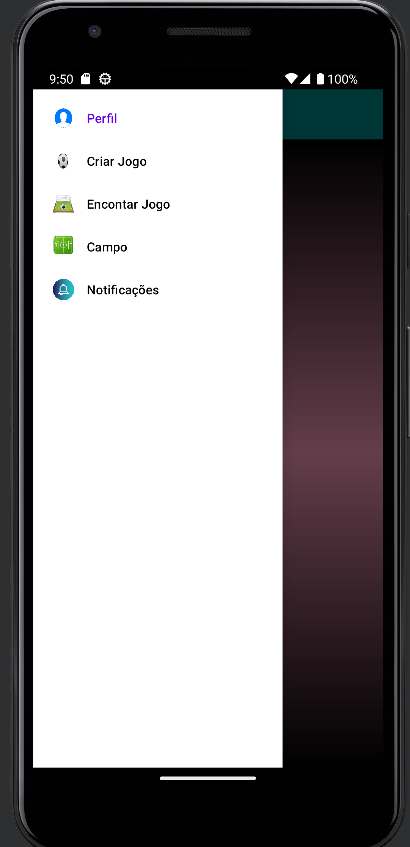 9:50
100%
Perfil
Criar Jogo
Encontar Jogo
Campo
Notificações